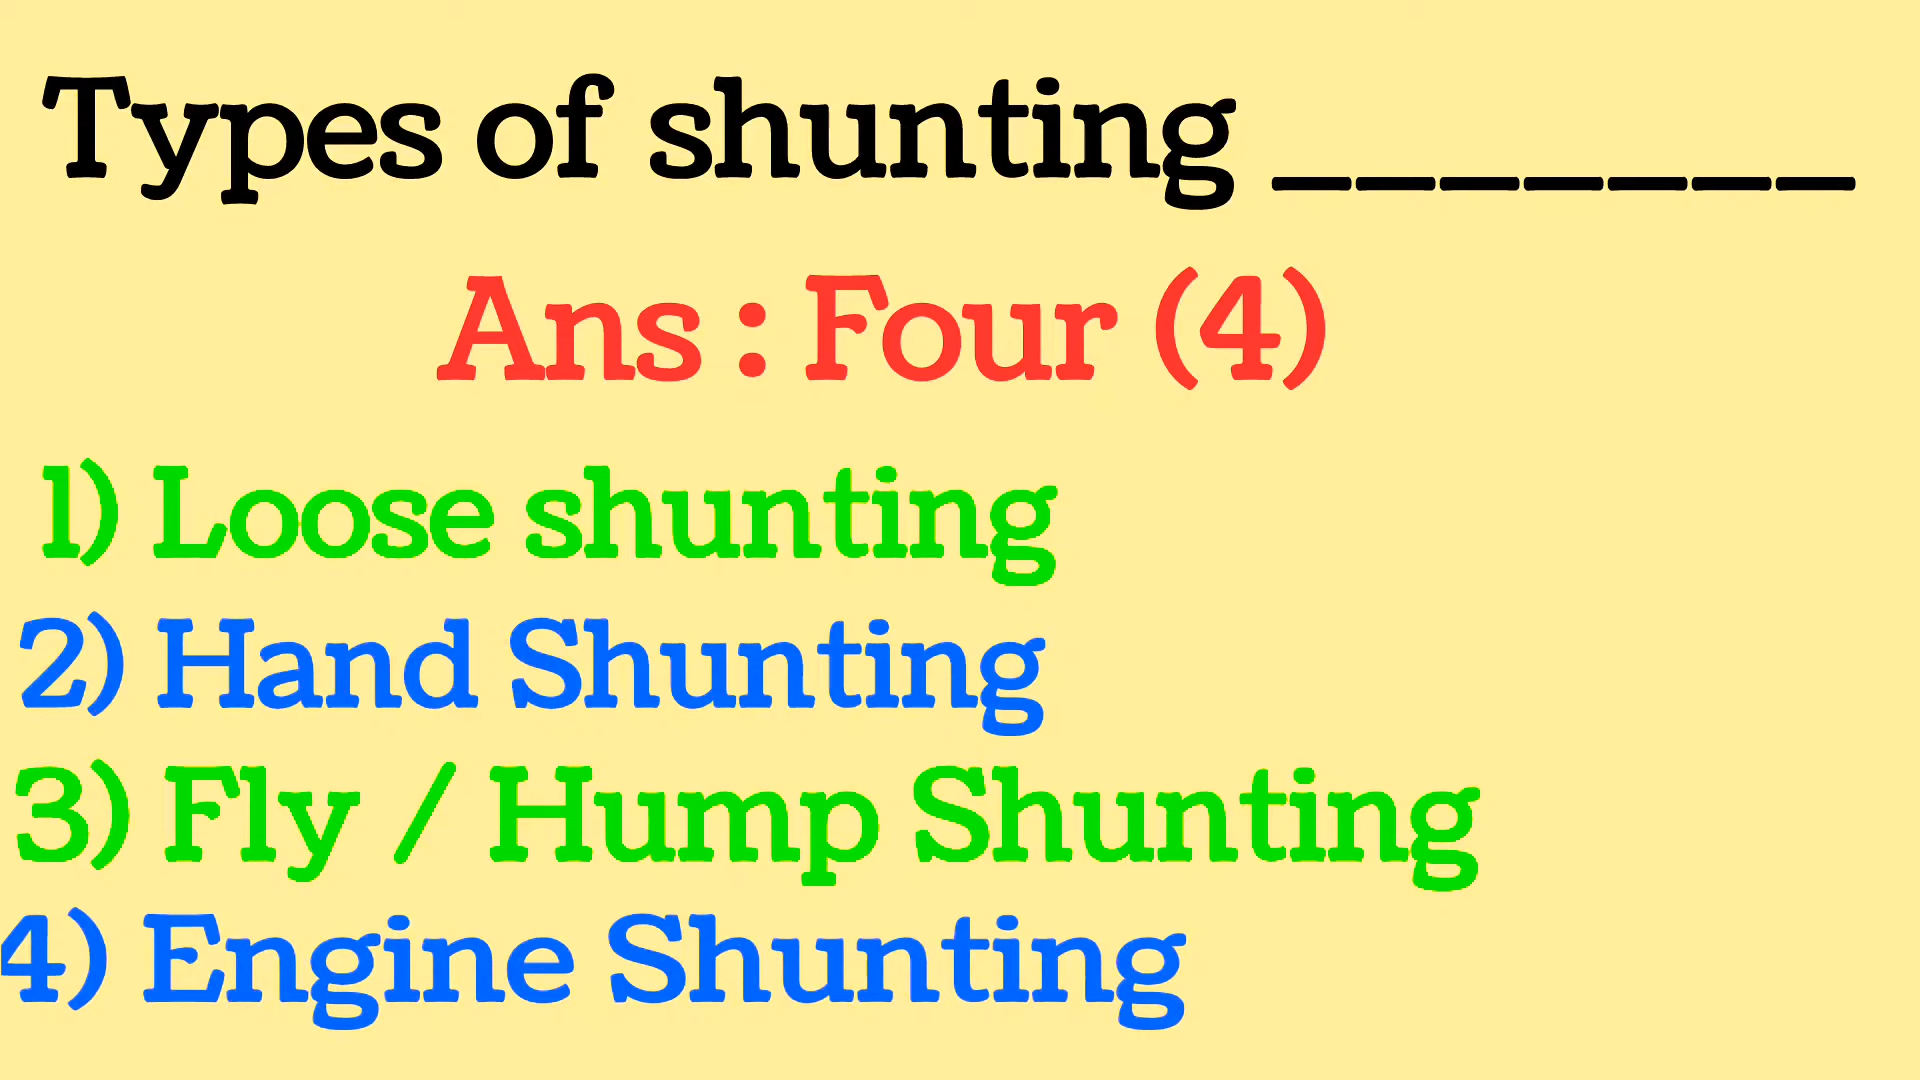 Types of shunting _______
Ans : Four (4)
1) Loose shunting
2) Hand Shunting
3) Fly / Hump Shunting
4) Engine Shunting